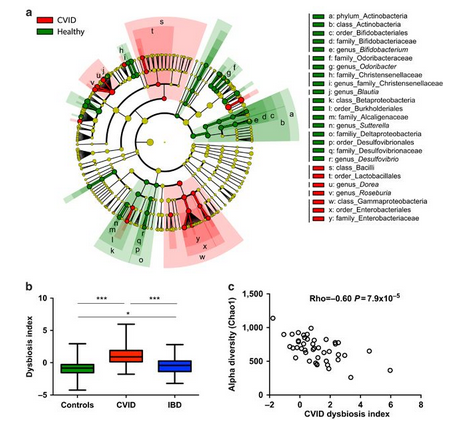 a
CVID
Healthy
s
t
h
i
j
u
v
f
g
e d c b a
n
m
l
k
r
q
p
o
y
x
w
a: phylum_Actinobacteria
b: class_Actinobacteria
c: order_Bifidobacteriales
d: family_Bifidobacteriaceae
e: genus_Bifidobacterium
f: family_Odoribacteraceae
g: genus_Odoribacter
h: family_Christensenellaceae
i: genus_family_Christensenellaceae
j: genus_Blautia
k: class_Betaproteobacteria
l: order_Burkholderiales
m: family_Alcaligenaceae
n: genus_Sutterella
o: family_Deltaproteobacteria
p: order_Desulfovibrionales
q: family_Desulfovibrionaceae
r: genus_Desulfovibrio
s: class_Bacilli
t: order_Lactobacillales
u: genus_Dorea
v: genus_Roseburia
w: class_Gammaproteobacteria
x: order_Enterobacteriales
y: family_Enterobacteriaceae
b
Dysbiosis index
10
5
0
−5
*** ***
*
Controls CVID IBD
c
Rho=−0.60 P=7.9x10−5
Alpha diversity (Chao1)
1,500
1,000
500
0
−2 0 2 4 6 8
CVID dysbiosis index